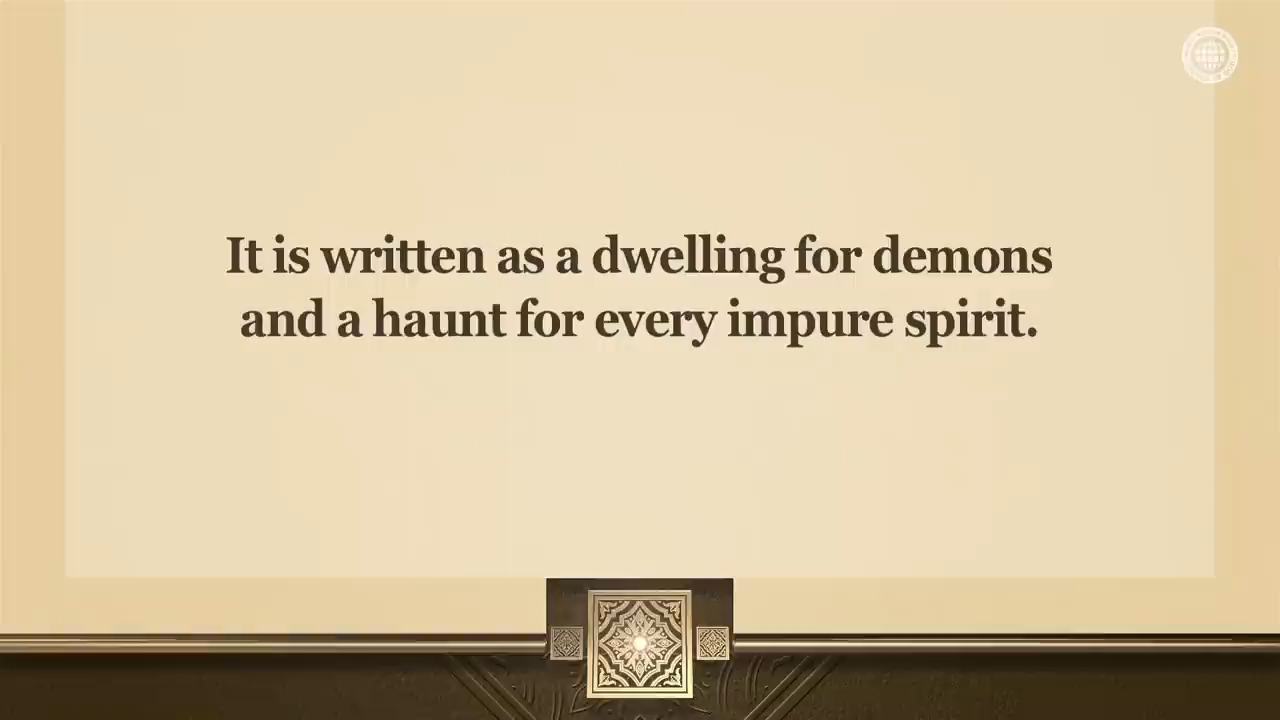 It is written as a dwelling for demons
and a haunt for every impure spirit.